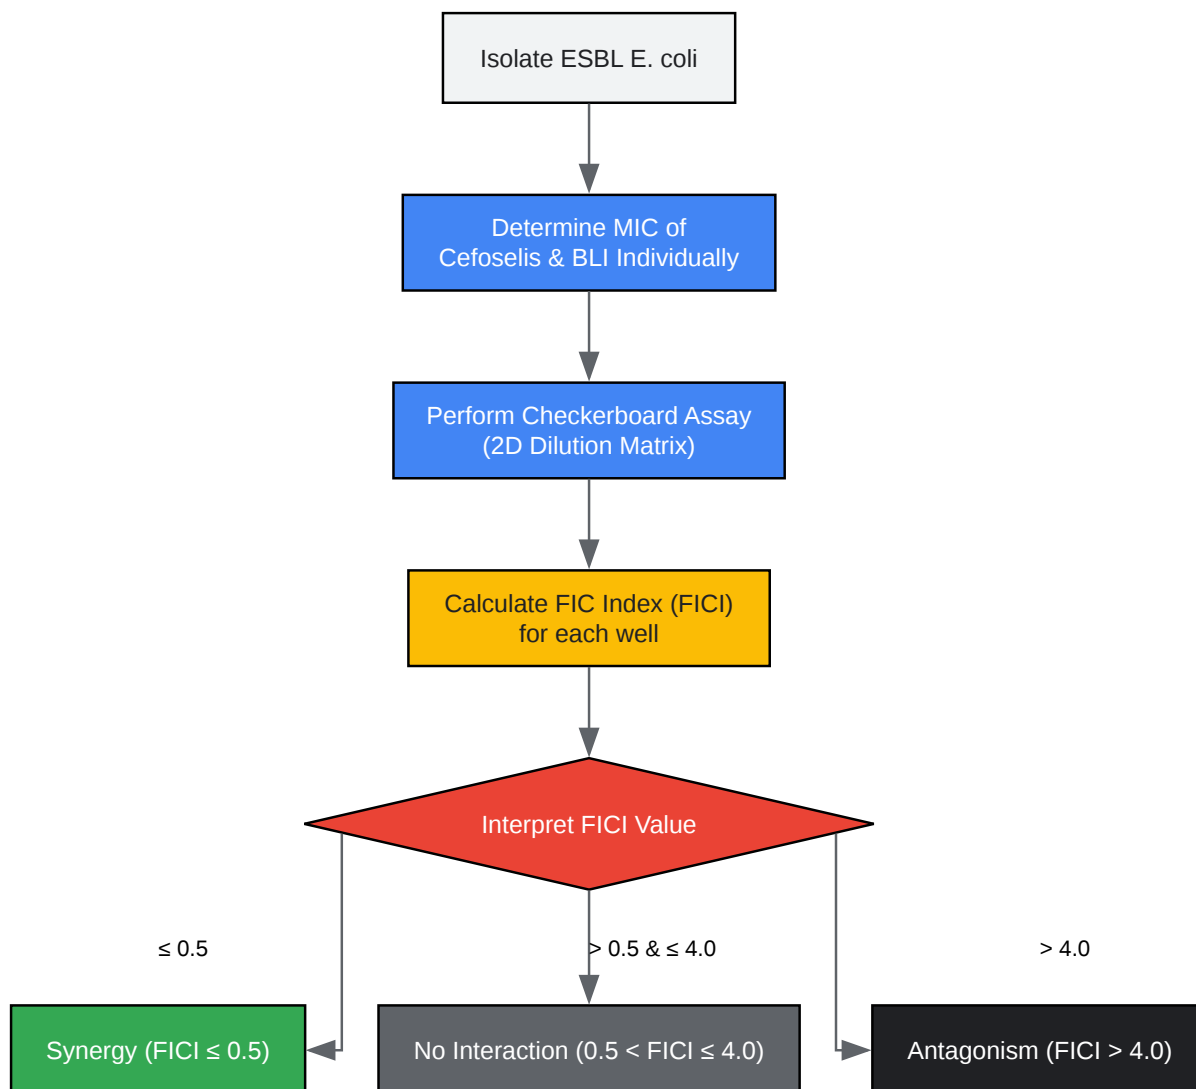 Isolate ESBL E. coli
Determine MIC of
Cefoselis & BLI Individually
Perform Checkerboard Assay
(2D Dilution Matrix)
Calculate FIC Index (FICI)
for each well
Interpret FICI Value
≤ 0.5
> 0.5 & ≤ 4.0
> 4.0
Synergy (FICI ≤ 0.5)
No Interaction (0.5 < FICI ≤ 4.0)
Antagonism (FICI > 4.0)